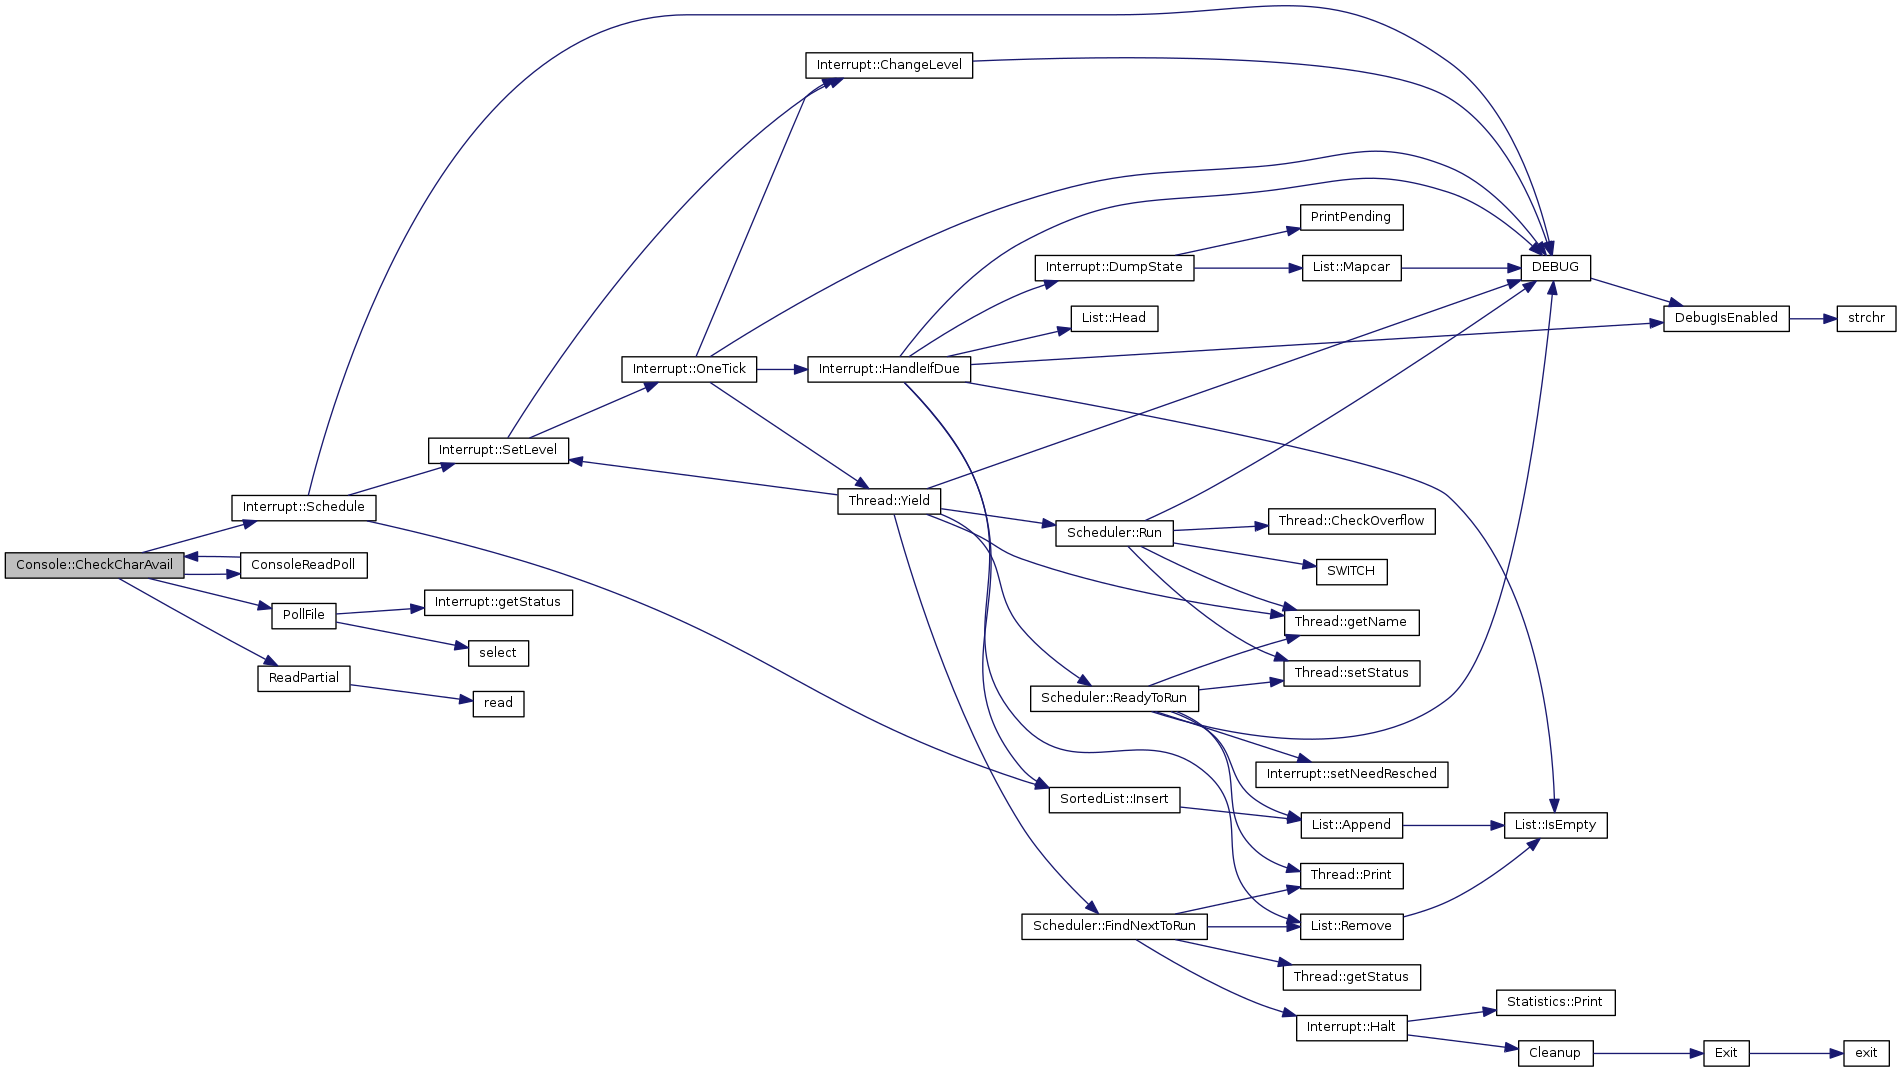 Console::CheckCharAvail
Interrupt::Schedule
ConsoleReadPoll
PollFile
ReadPartial
Interrupt::SetLevel
Interrupt::getStatus
select
read
Interrupt::OneTick
Interrupt::ChangeLevel
Interrupt::HandleIfDue
Thread::Yield
Interrupt::DumpState
List::Head
Scheduler::Run
Scheduler::ReadyToRun
SortedList::Insert
Scheduler::FindNextToRun
PrintPending
List::Mapcar
Thread::CheckOverflow
SWITCH
Thread::getName
Thread::setStatus
Interrupt::setNeedResched
List::Append
Thread::Print
List::Remove
Thread::getStatus
Interrupt::Halt
DEBUG
List::IsEmpty
Statistics::Print
Cleanup
DebugIsEnabled
Exit
strchr
exit